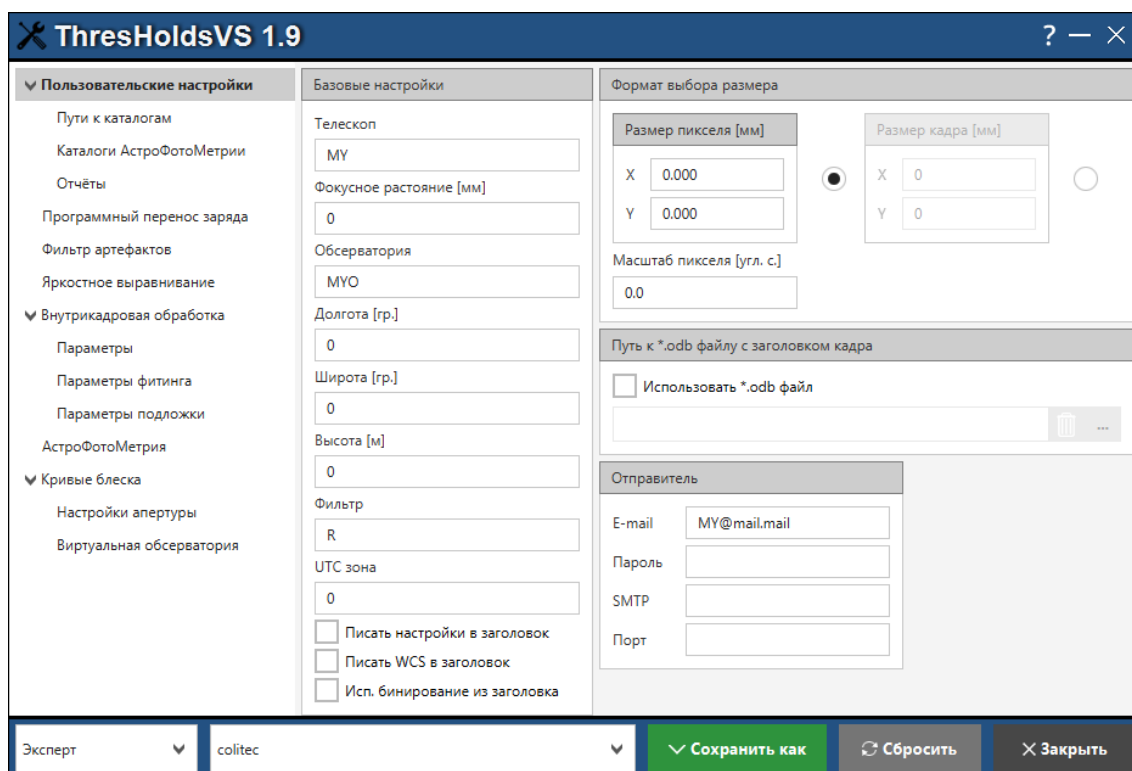 ThresHoldsVS 1.9
?
Пользовательские настройки
Пути к каталогам
Каталоги АстроФотоМетрии
Отчёты
Программный перенос заряда
Фильтр артефактов
Яркостное выравнивание
Внутрикадровая обработка
Параметры
Параметры фитинга
Параметры подложки
АстроФотоМетрия
Кривые блеска
Настройки апертуры
Виртуальная обсерватория
Базовые настройки
Телескоп
MY
Фокусное растояние [мм]
0
Обсерватория
MYO
Долгота [гр.]
0
Широта [гр.]
0
Высота [м]
0
Фильтр
R
UTC зона
0
Писать настройки в заголовок
Писать WCS в заголовок
Исп. бинирование из заголовка
Формат выбора размера
Размер пикселя [мм]
X 0.000
Y 0.000
Размер кадра [мм]
X 0
Y 0
Масштаб пикселя [угл. с.]
0.0
Путь к *.odb файлу с заголовком кадра
Использовать *.odb файл
...
Отправитель
E-mail MY@mail.mail
Пароль
SMTP
Порт
Эксперт
colitec
Сохранить как
Сбросить
Закрыть